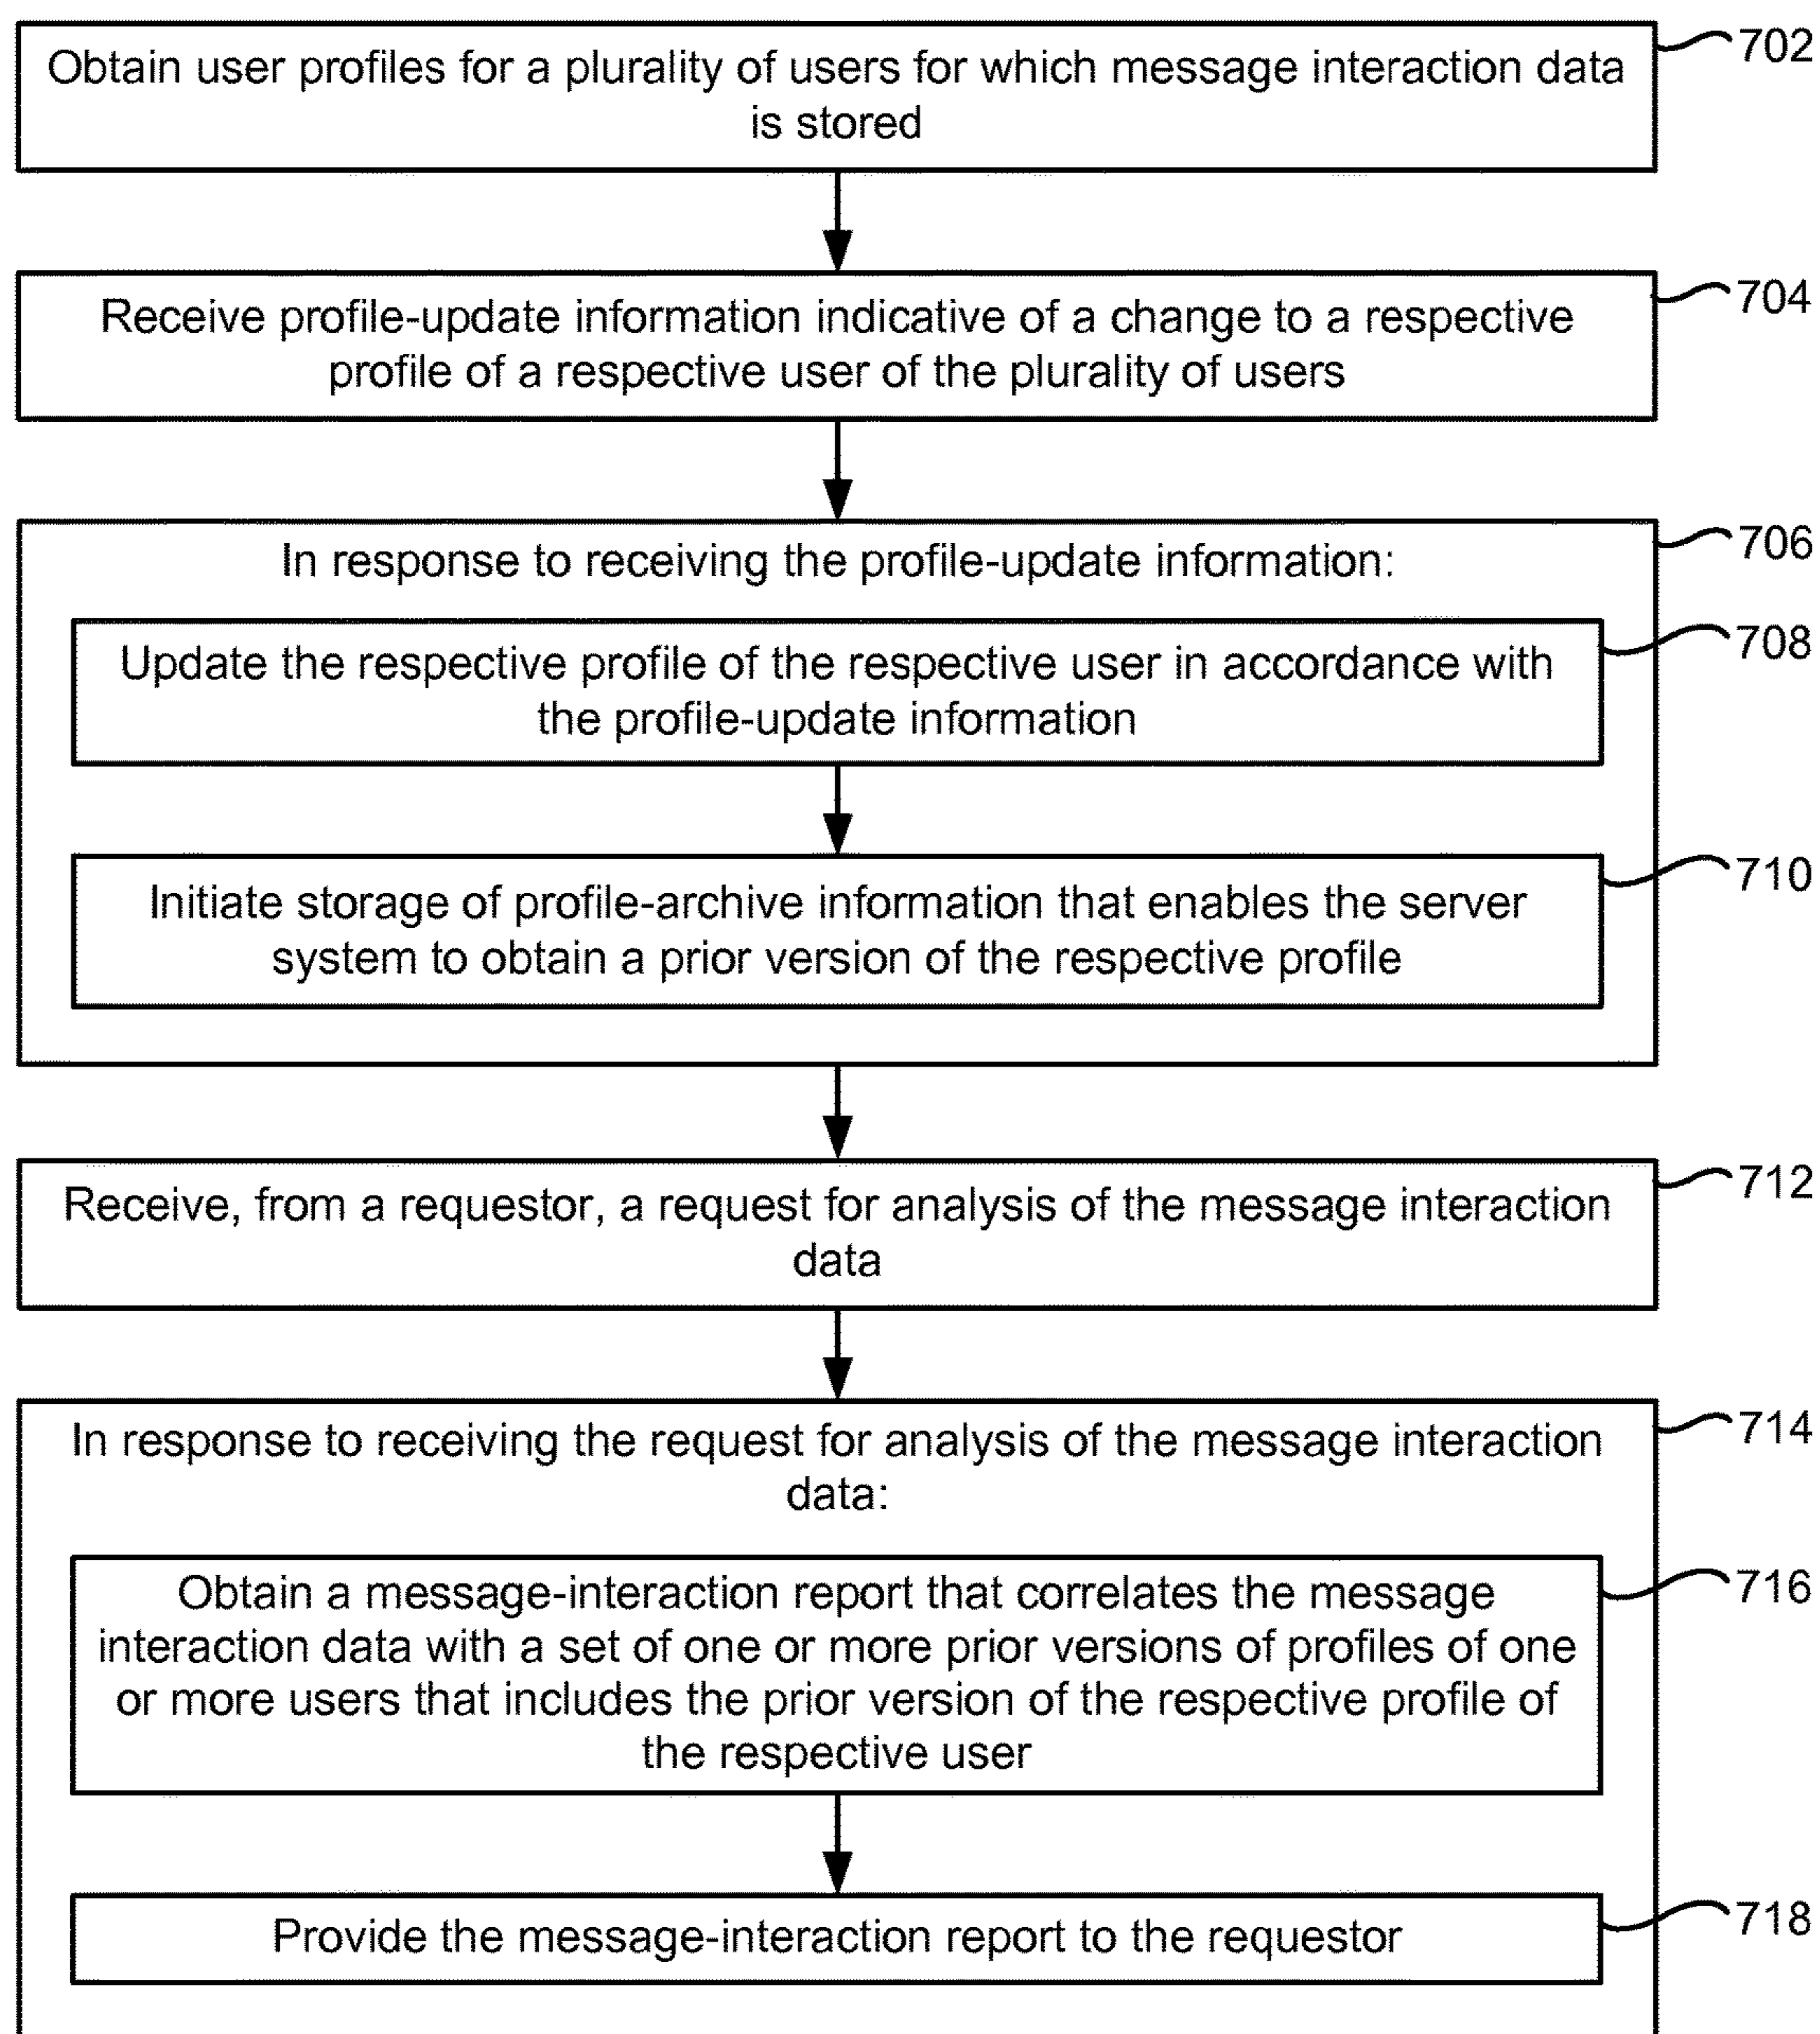 Obtain user profiles for a plurality of users for which message interaction data
is stored
702
Receive profile-update information indicative of a change to a respective
profile of a respective user of the plurality of users
704
In response to receiving the profile-update information:
706
Update the respective profile of the respective user in accordance with
the profile-update information
708
Initiate storage of profile-archive information that enables the server
system to obtain a prior version of the respective profile
710
Receive, from a requestor, a request for analysis of the message interaction
data
712
In response to receiving the request for analysis of the message interaction
data:
714
Obtain a message-interaction report that correlates the message
interaction data with a set of one or more prior versions of profiles of one
or more users that includes the prior version of the respective profile of
the respective user
716
Provide the message-interaction report to the requestor
718